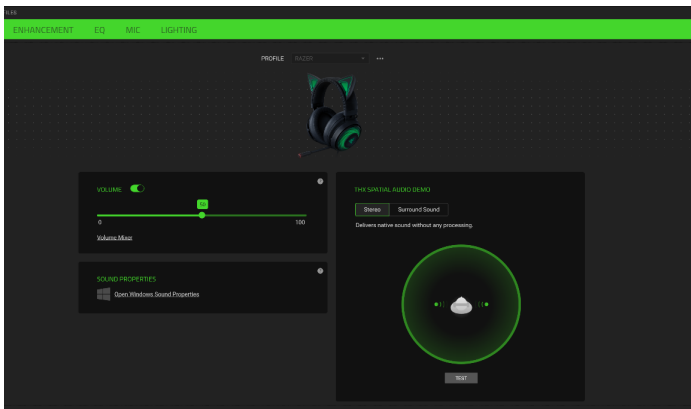 ENHANCEMENT EQ MIC LIGHTING
PROFILE RAZER
VOLUME
50
0 100
Volume Mixer
SOUND PROPERTIES
Open Windows Sound Properties
THX SPATIAL AUDIO DEMO
Stereo Surround Sound
Delivers native sound without any processing.
TEST